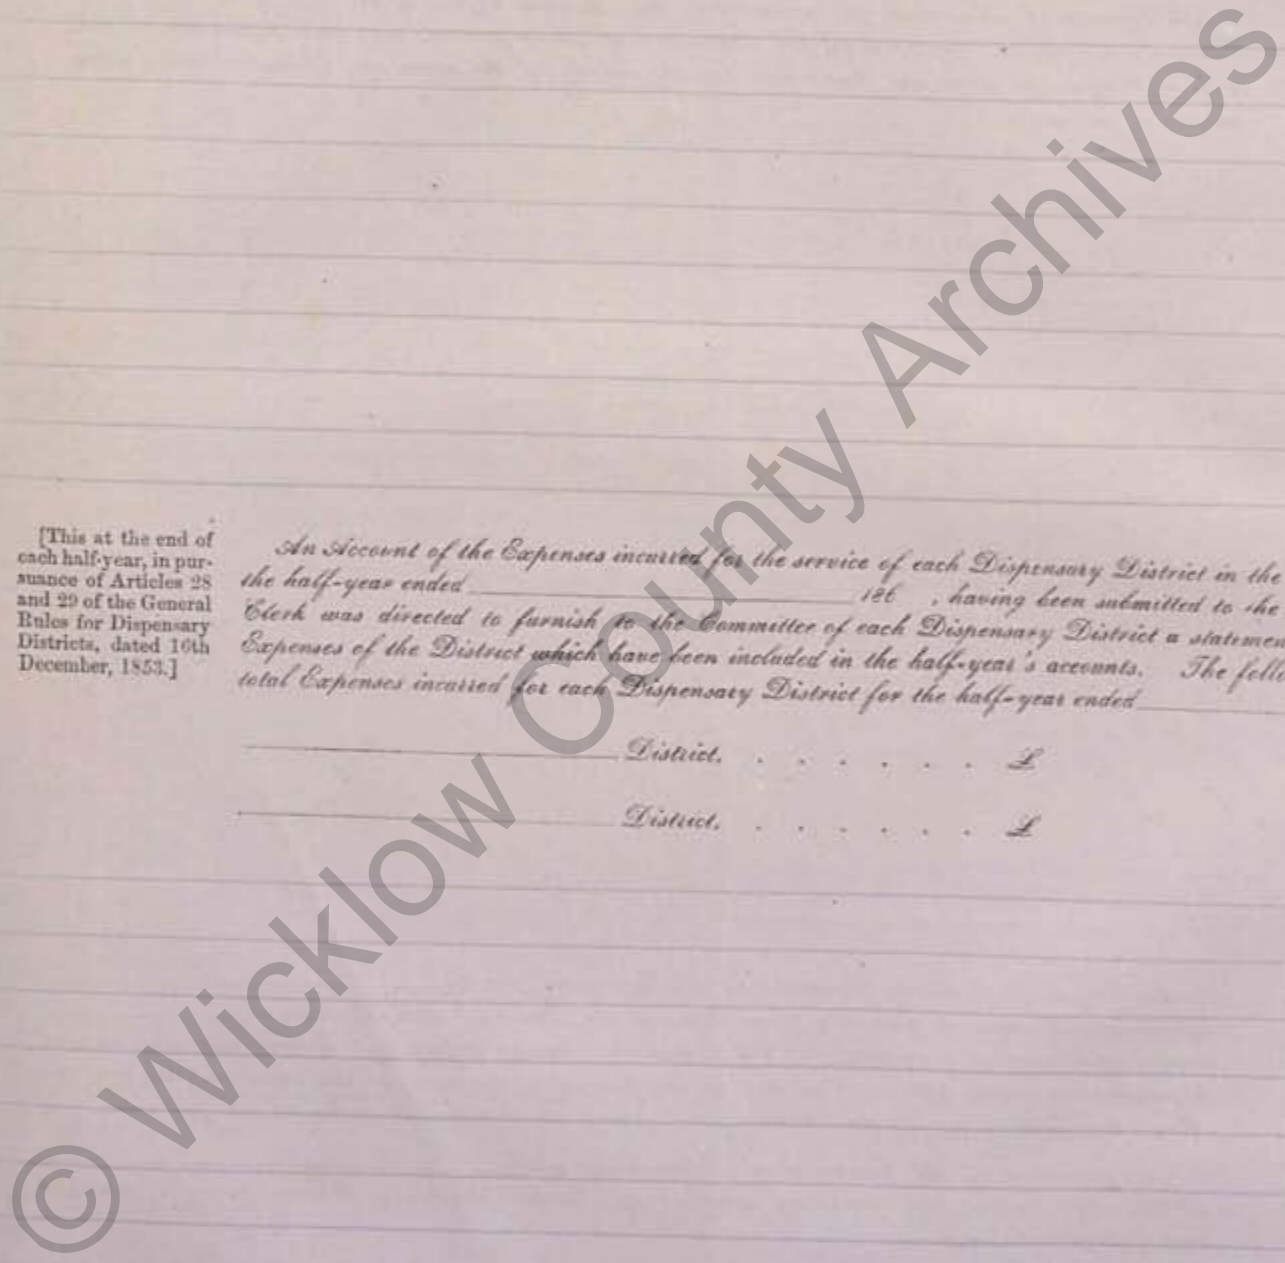 [This at the end of
each half-year, in pur-
suance of Articles 28
and 29 of the General
Rules for Dispensary
Districts, dated 16th
December, 1853.]
An Account of the Expenses incurred for the service of each Dispensary District in the
the half-year ended 186 , having been submitted to the
Clerk was directed to furnish to the Committee of each Dispensary District a statemen
Expenses of the District which have been included in the half-year's accounts. The follo
total Expenses incurred for each Dispensary District for the half-year ended
District. . . . . . . £
District. . . . . . . £
© Wicklow County Archives